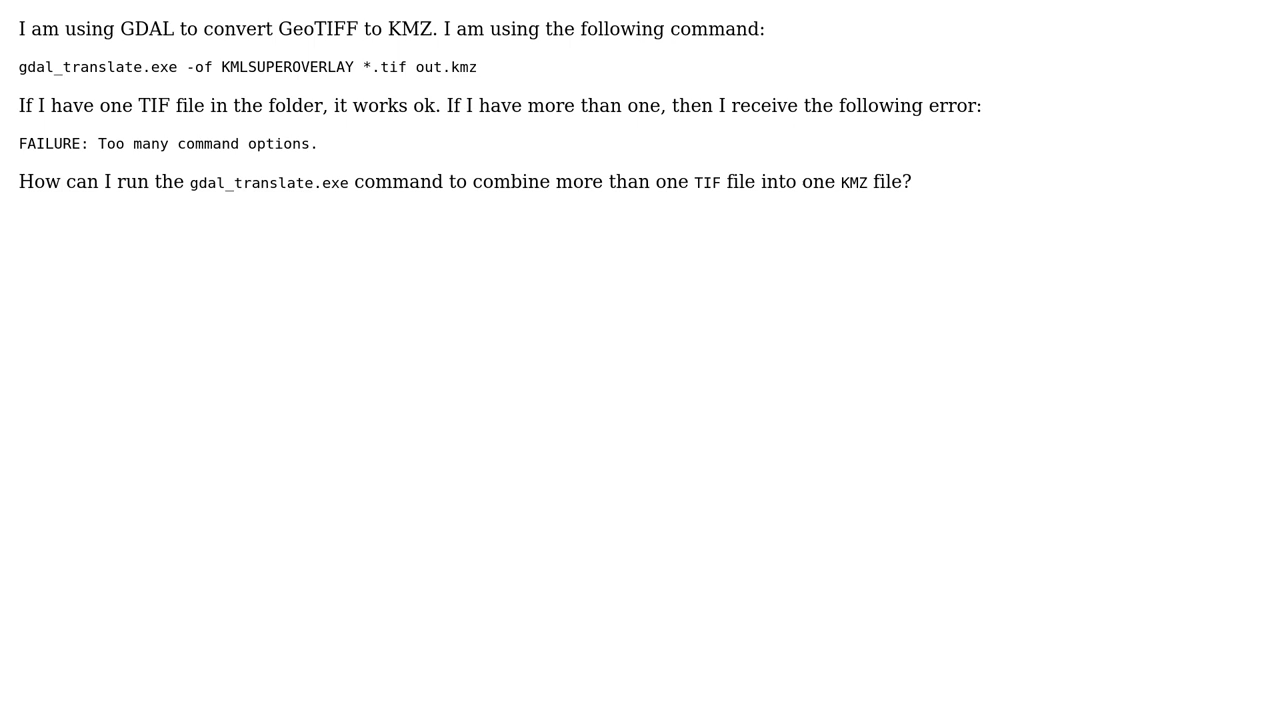 I am using GDAL to convert GeoTIFF to KMZ. I am using the following command:
gdal_translate.exe -of KMLSUPEROVERLAY *.tif out.kmz
If I have one TIF file in the folder, it works ok. If I have more than one, then I receive the following error:
FAILURE: Too many command options.
How can I run the gdal_translate.exe command to combine more than one TIF file into one KMZ file?